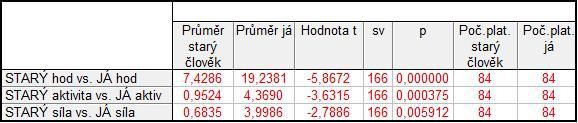 Průměr starý člověk Průměr já Hodnota t sv p Poč.plat. starý člověk Poč.plat. já
STARÝ hod vs. JÁ hod 7,4286 19,2381 -5,8672 166 0,000000 84 84
STARÝ aktivita vs. JÁ aktiv 0,9524 4,3690 -3,6315 166 0,000375 84 84
STARÝ síla vs. JÁ síla 0,6835 3,9986 -2,7886 166 0,005912 84 84